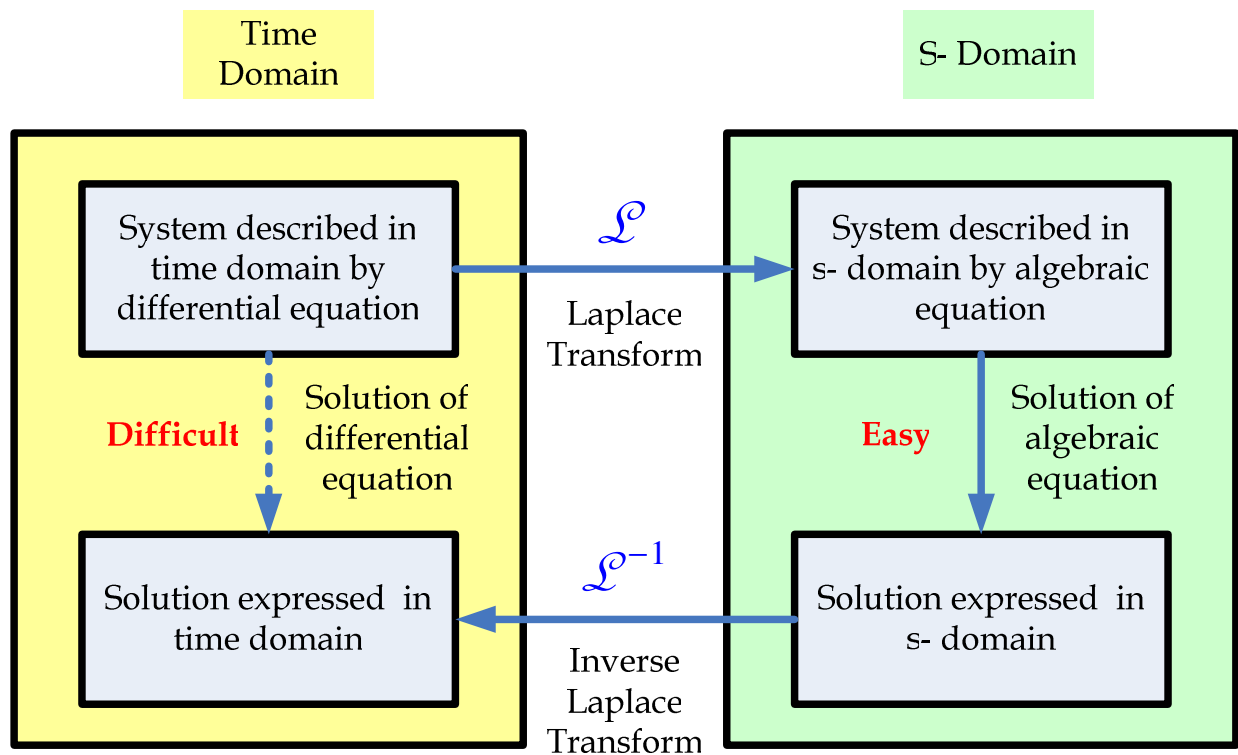 Time
Domain
S- Domain
System described in
time domain by
differential equation
ℒ
Laplace
Transform
System described in
s- domain by algebraic
equation
Difficult
Solution of
differential
equation
Easy
Solution of
algebraic
equation
Solution expressed  in
time domain
ℒ⁻¹
Inverse
Laplace
Transform
Solution expressed  in
s- domain